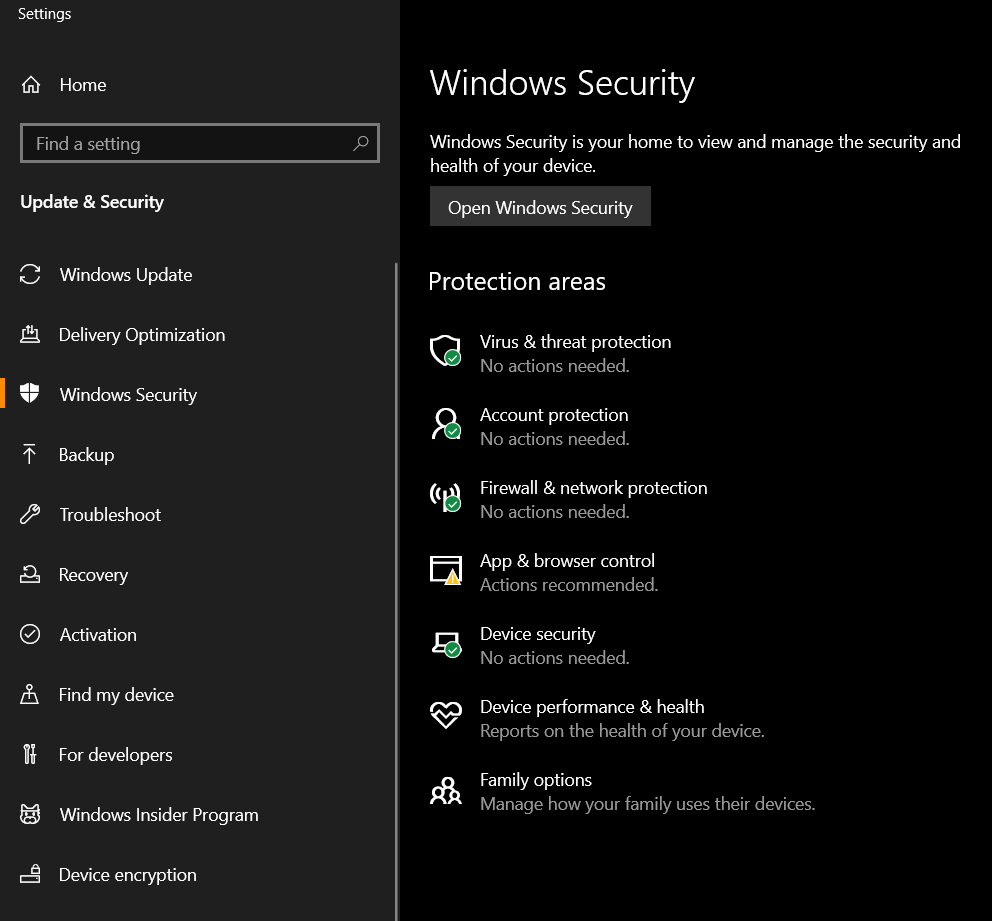 Settings
Home
Find a setting
Update & Security
Windows Update
Delivery Optimization
Windows Security
Backup
Troubleshoot
Recovery
Activation
Find my device
For developers
Windows Insider Program
Device encryption
Windows Security
Windows Security is your home to view and manage the security and
health of your device.
Open Windows Security
Protection areas
Virus & threat protection
No actions needed.
Account protection
No actions needed.
Firewall & network protection
No actions needed.
App & browser control
Actions recommended.
Device security
No actions needed.
Device performance & health
Reports on the health of your device.
Family options
Manage how your family uses their devices.